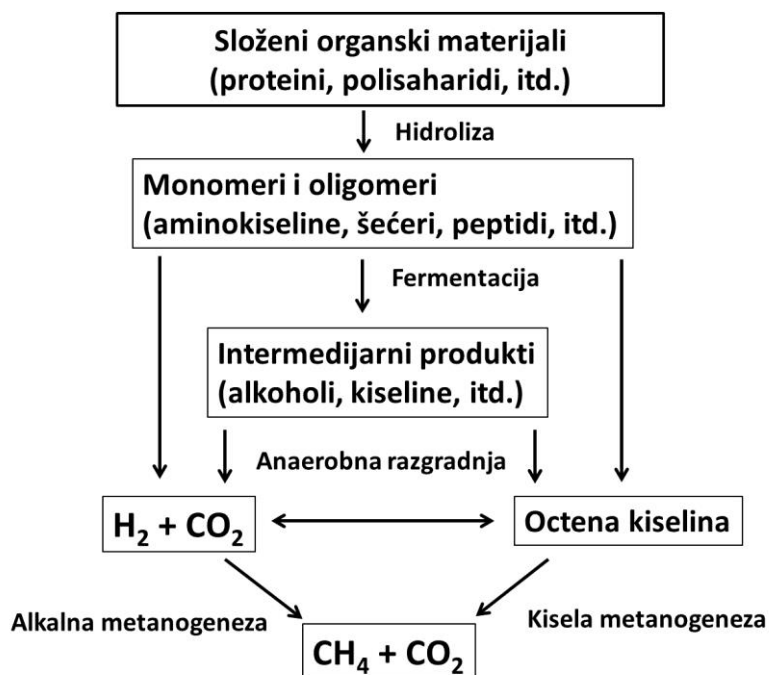 Složeni organski materijali
(proteini, polisaharidi, itd.)
Hidroliza
Monomeri i oligomeri
(aminokiseline, šećeri, peptidi, itd.)
Fermentacija
Intermedijarni produkti
(alkoholi, kiseline, itd.)
Anaerobna razgradnja
H₂ + CO₂
Octena kiselina
Alkalna metanogeneza
Kisela metanogeneza
CH₄ + CO₂